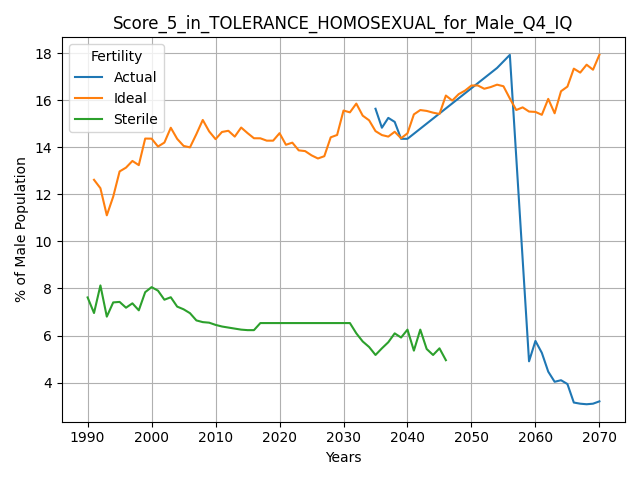 Score_5_in_TOLERANCE_HOMOSEXUAL_for_Male_Q4_IQ
Fertility
Actual
Ideal
Sterile
% of Male Population
18
16
14
12
10
8
6
4
1990 2000 2010 2020 2030 2040 2050 2060 2070
Years